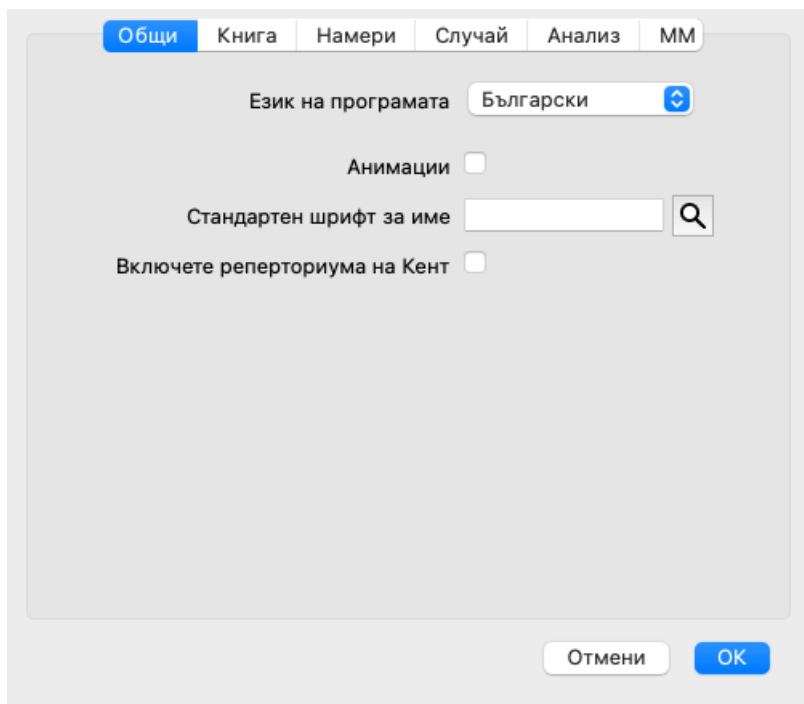 Общи Книга Намери Случай Анализ ММ
Език на програмата Български
Анимации
Стандартен шрифт за име
Включете реперториума на Кент
Отмени ОК